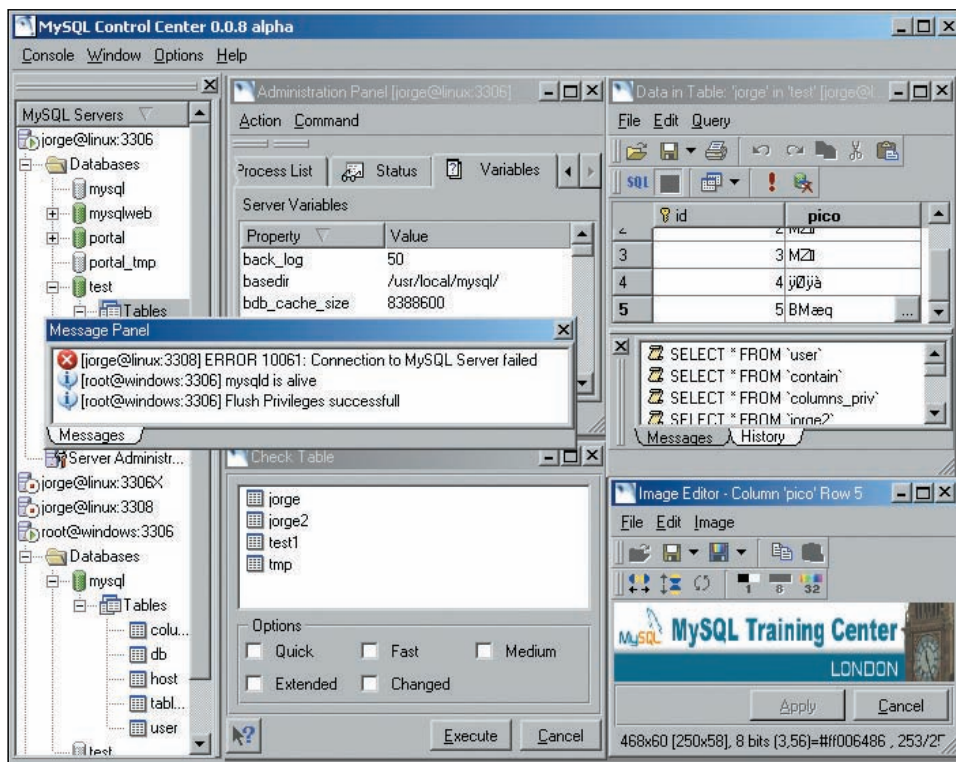 MySQL Control Center 0.0.8 alpha
Console Window Options Help
MySQL Servers
jorge@linux:3306
Databases
mysql
mysqlweb
portal
portal_tmp
test
Tables
Server Administr...
jorge@linux:3306X
jorge@linux:3308
root@windows:3306
Databases
mysql
Tables
colu...
db
host
tabl...
user
test
Administration Panel [jorge@linux:3306]
Action Command
Process List Status Variables
Server Variables
Property Value
back_log 50
basedir /usr/local/mysql/
bdb_cache_size 8388600
Message Panel
[jorge@linux:3308] ERROR 10061: Connection to MySQL Server failed
[root@windows:3306] mysqld is alive
[root@windows:3306] Flush Privileges successfull
Messages
Check Table
jorge
jorge2
test1
tmp
Options
Quick Fast Medium
Extended Changed
Execute Cancel
Data in Table: 'jorge' in 'test' [jorge@l...
File Edit Query
SQL
id pico
3 3
4 4 ÿØÿà
5 5 BMæq ...
SELECT * FROM `user`
SELECT * FROM `contain`
SELECT * FROM `columns_priv`
SELECT * FROM `jorge2`
Messages History
Image Editor - Column 'pico' Row 5
File Edit Image
1 8 32
MySQL MySQL Training Center
LONDON
Apply Cancel
468x60 [250x58], 8 bits (3,56)=#ff006486 , 253/25